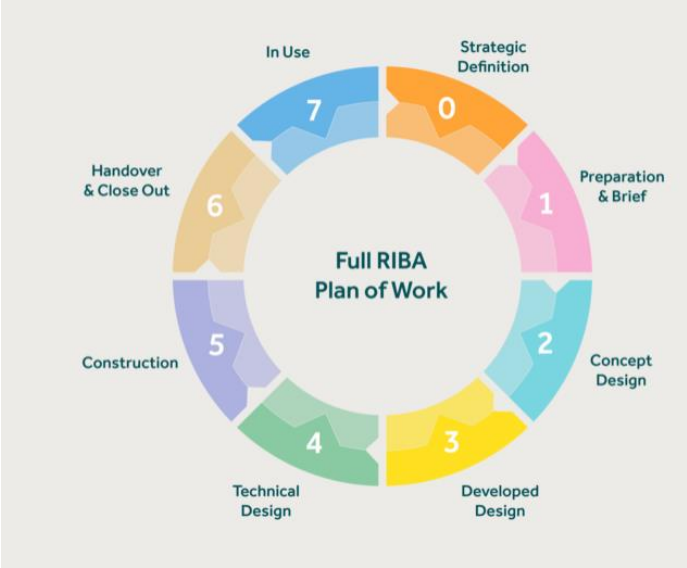 In Use
7
Strategic
Definition
0
Handover
& Close Out
6
Preparation
& Brief
1
Full RIBA
Plan of Work
Construction
5
2
Concept
Design
4
Technical
Design
3
Developed
Design